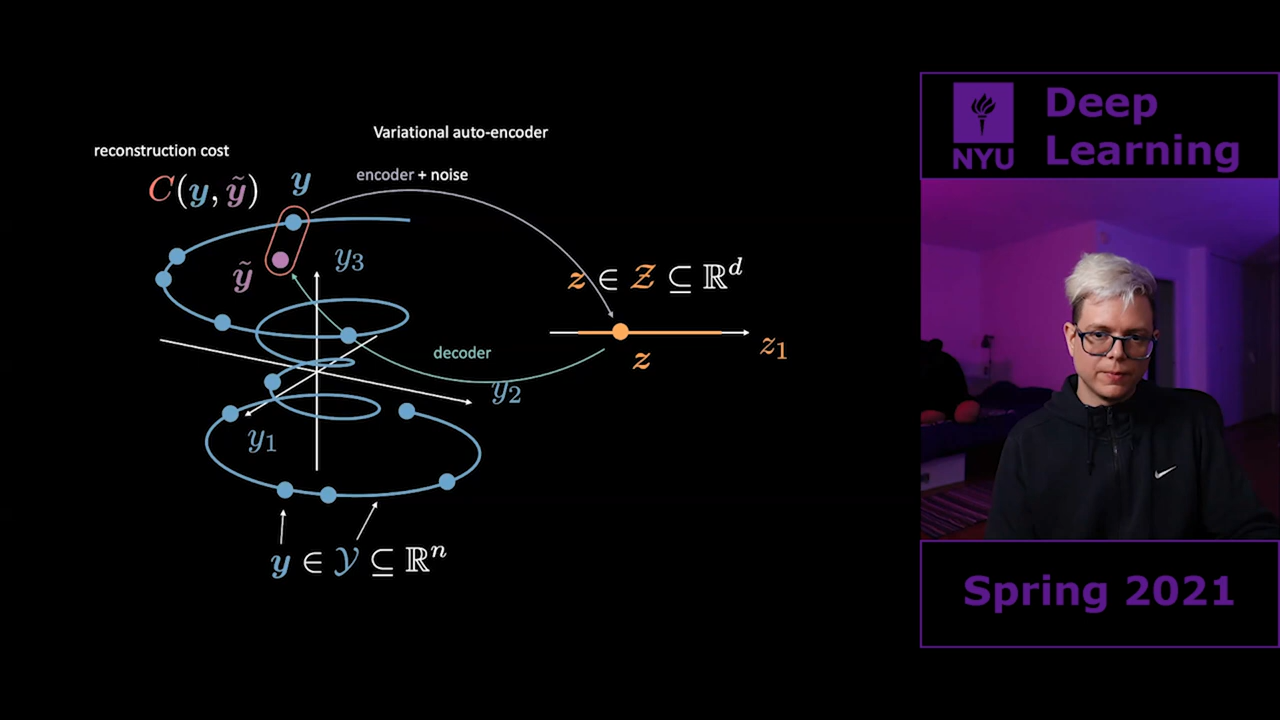 Variational auto-encoder
reconstruction cost
encoder + noise
C(y, ỹ)
y
ỹ
y₃
z ∈ 𝒵 ⊆ ℝᵈ
z
z₁
decoder
y₂
y₁
y ∈ 𝒴 ⊆ ℝⁿ
NYU
Deep
Learning
Spring 2021